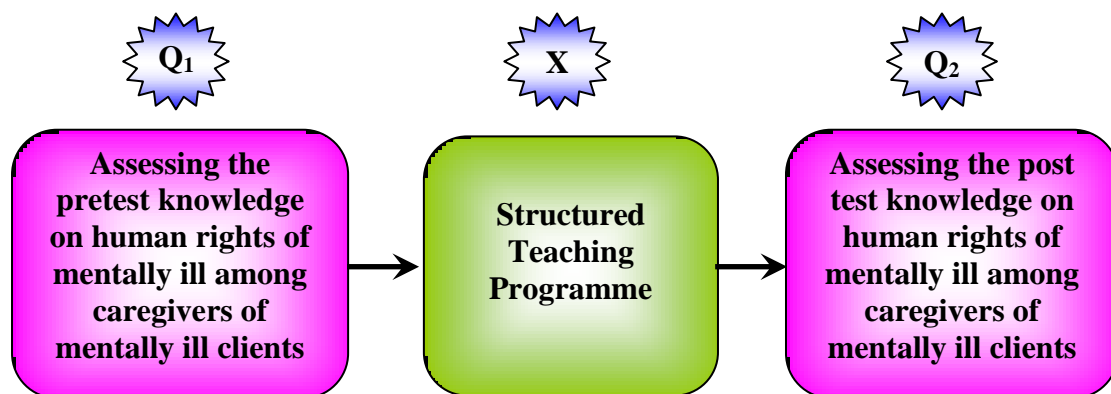 Q₁
X
Q₂
Assessing the
pretest knowledge
on human rights of
mentally ill among
caregivers of
mentally ill clients
Structured
Teaching
Programme
Assessing the post
test knowledge on
human rights of
mentally ill among
caregivers of
mentally ill clients